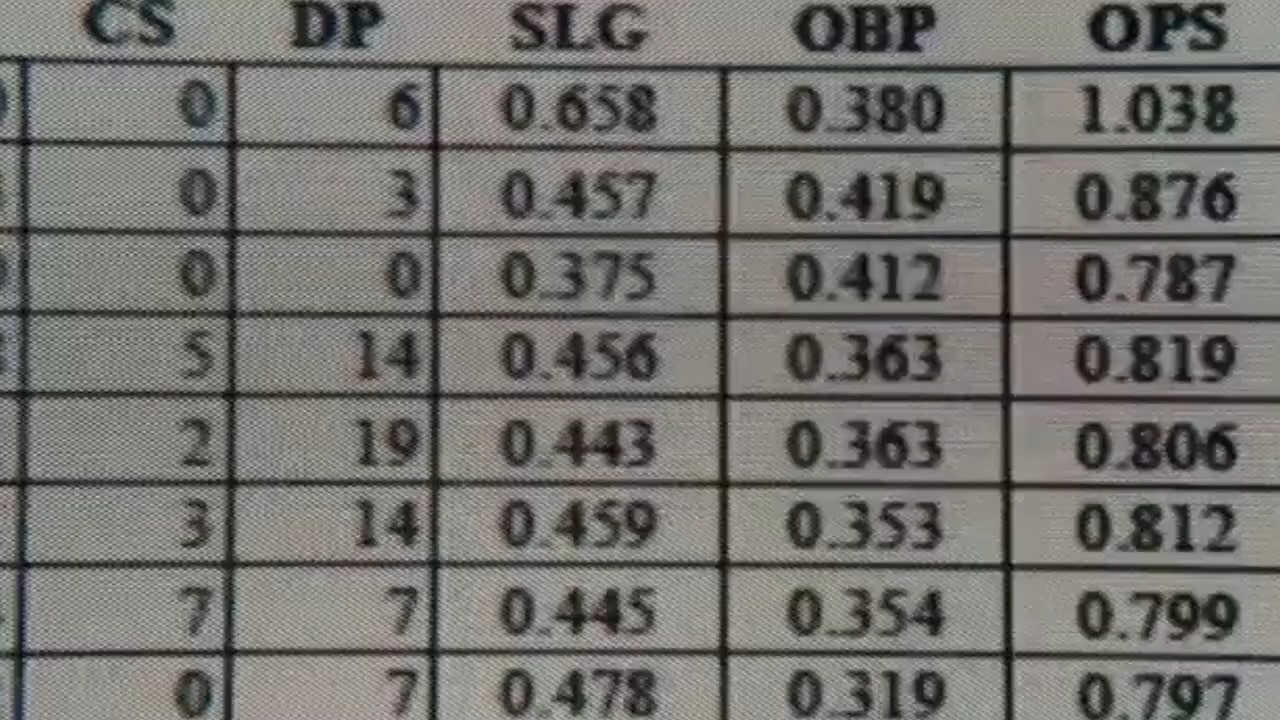 CS DP SLG OBP OPS
0 6 0.658 0.380 1.038
0 3 0.457 0.419 0.876
0 0 0.375 0.412 0.787
5 14 0.456 0.363 0.819
2 19 0.443 0.363 0.806
3 14 0.459 0.353 0.812
7 7 0.445 0.354 0.799
0 7 0.478 0.319 0.797